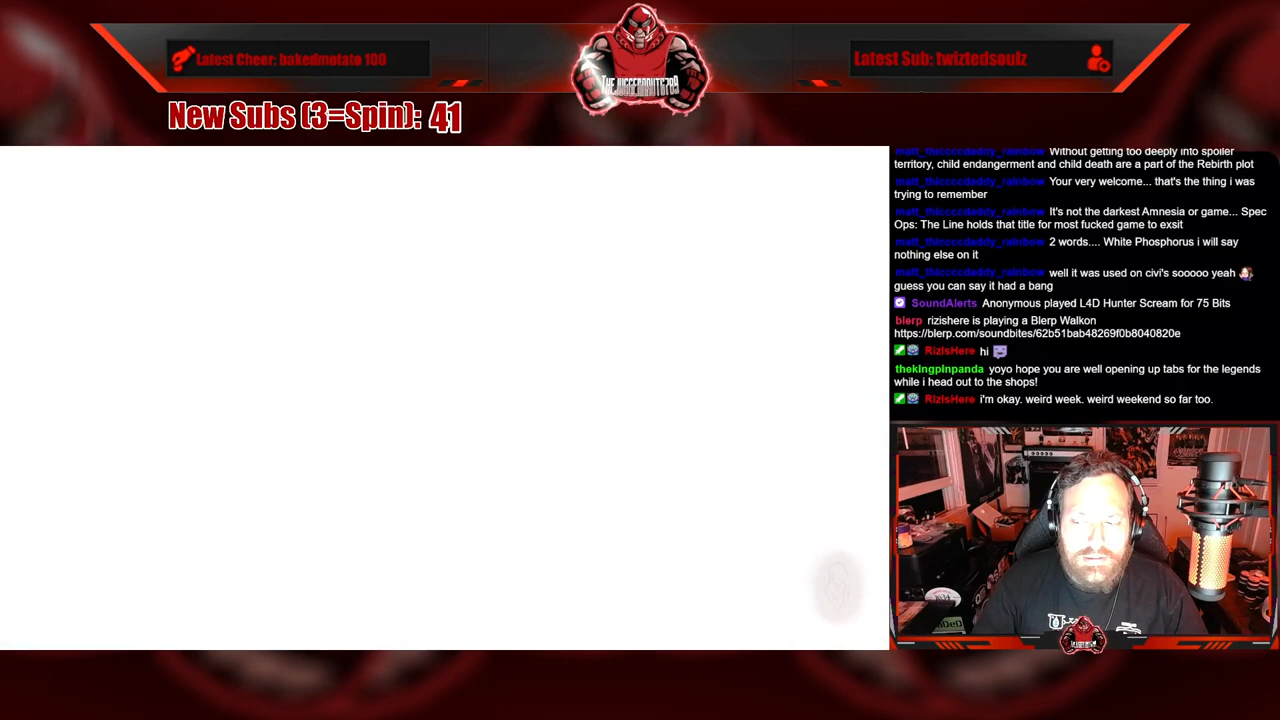 Latest Cheer: bakedmotato 100
Latest Sub: twiztedsoulz
TheJuggernaut6789
New Subs (3=Spin): 41
matt_thiccccdaddy_rainbow Without getting too deeply into spoiler
territory, child endangerment and child death are a part of the Rebirth plot
matt_thiccccdaddy_rainbow Your very welcome... that's the thing i was
trying to remember
matt_thiccccdaddy_rainbow It's not the darkest Amnesia or game... Spec
Ops: The Line holds that title for most fucked game to exsit
matt_thiccccdaddy_rainbow 2 words.... White Phosphorus i will say
nothing else on it
matt_thiccccdaddy_rainbow well it was used on civi's sooooo yeah
guess you can say it had a bang
SoundAlerts Anonymous played L4D Hunter Scream for 75 Bits
blerp rizishere is playing a Blerp Walkon
https://blerp.com/soundbites/62b51bab48269f0b8040820e
RizIsHere hi
thekingpinpanda yoyo hope you are well opening up tabs for the legends
while i head out to the shops!
RizIsHere i'm okay. weird week. weird weekend so far too.